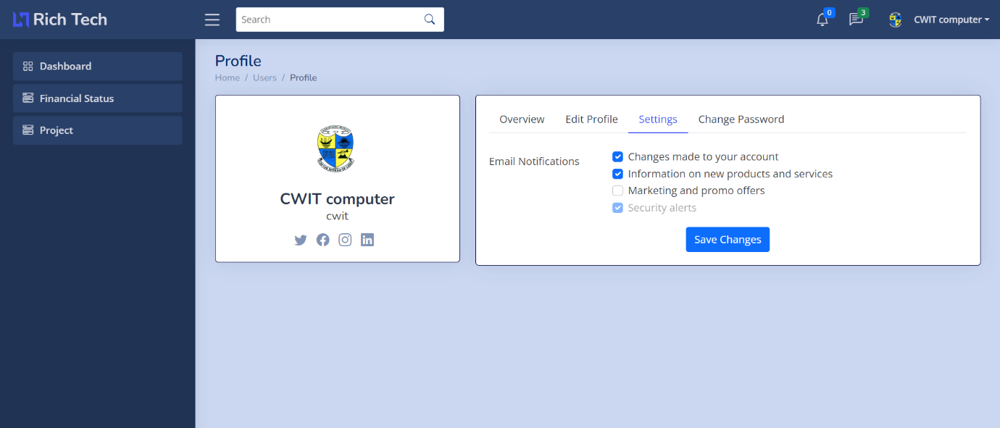 Rich Tech
Search
0
3
CWIT computer
Dashboard
Financial Status
Project
Profile
Home / Users / Profile
CWIT computer
cwit
Overview Edit Profile Settings Change Password
Email Notifications
Changes made to your account
Information on new products and services
Marketing and promo offers
Security alerts
Save Changes